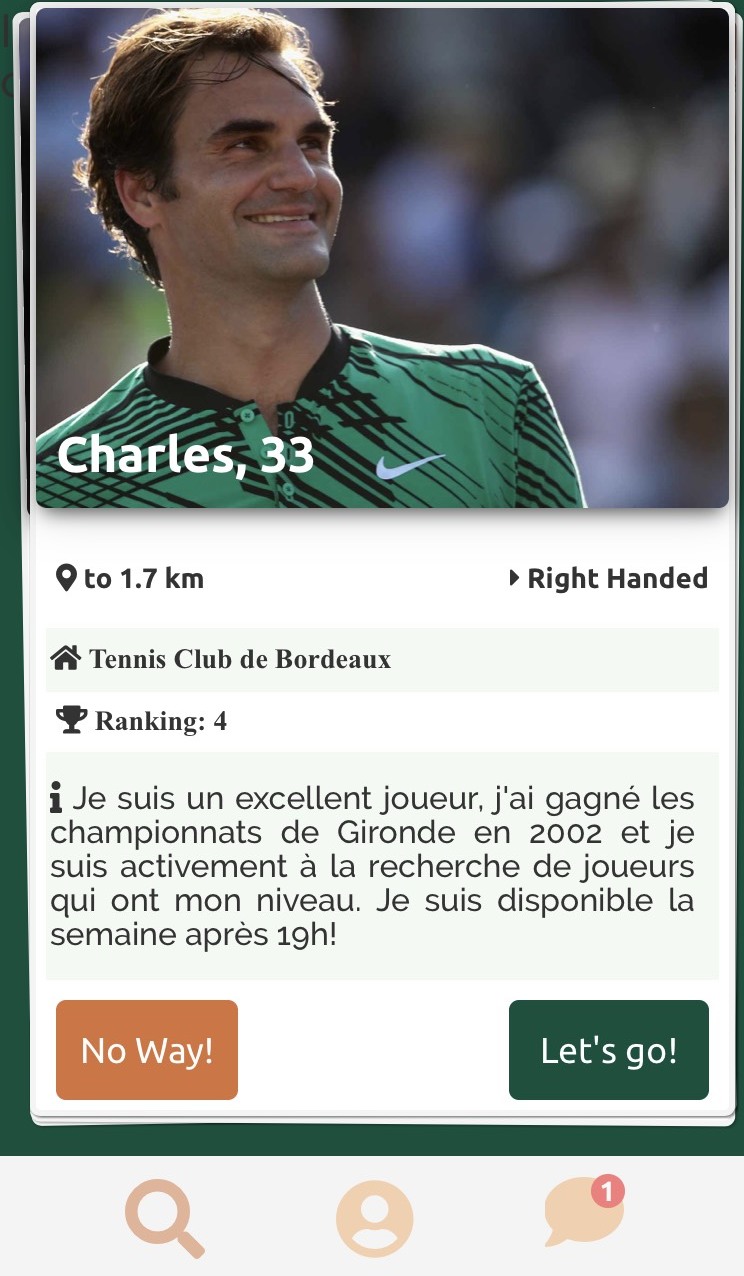 Charles, 33
to 1.7 km
Right Handed
Tennis Club de Bordeaux
Ranking: 4
Je suis un excellent joueur, j'ai gagné les
championnats de Gironde en 2002 et je
suis activement à la recherche de joueurs
qui ont mon niveau. Je suis disponible la
semaine après 19h!
No Way!
Let's go!
1